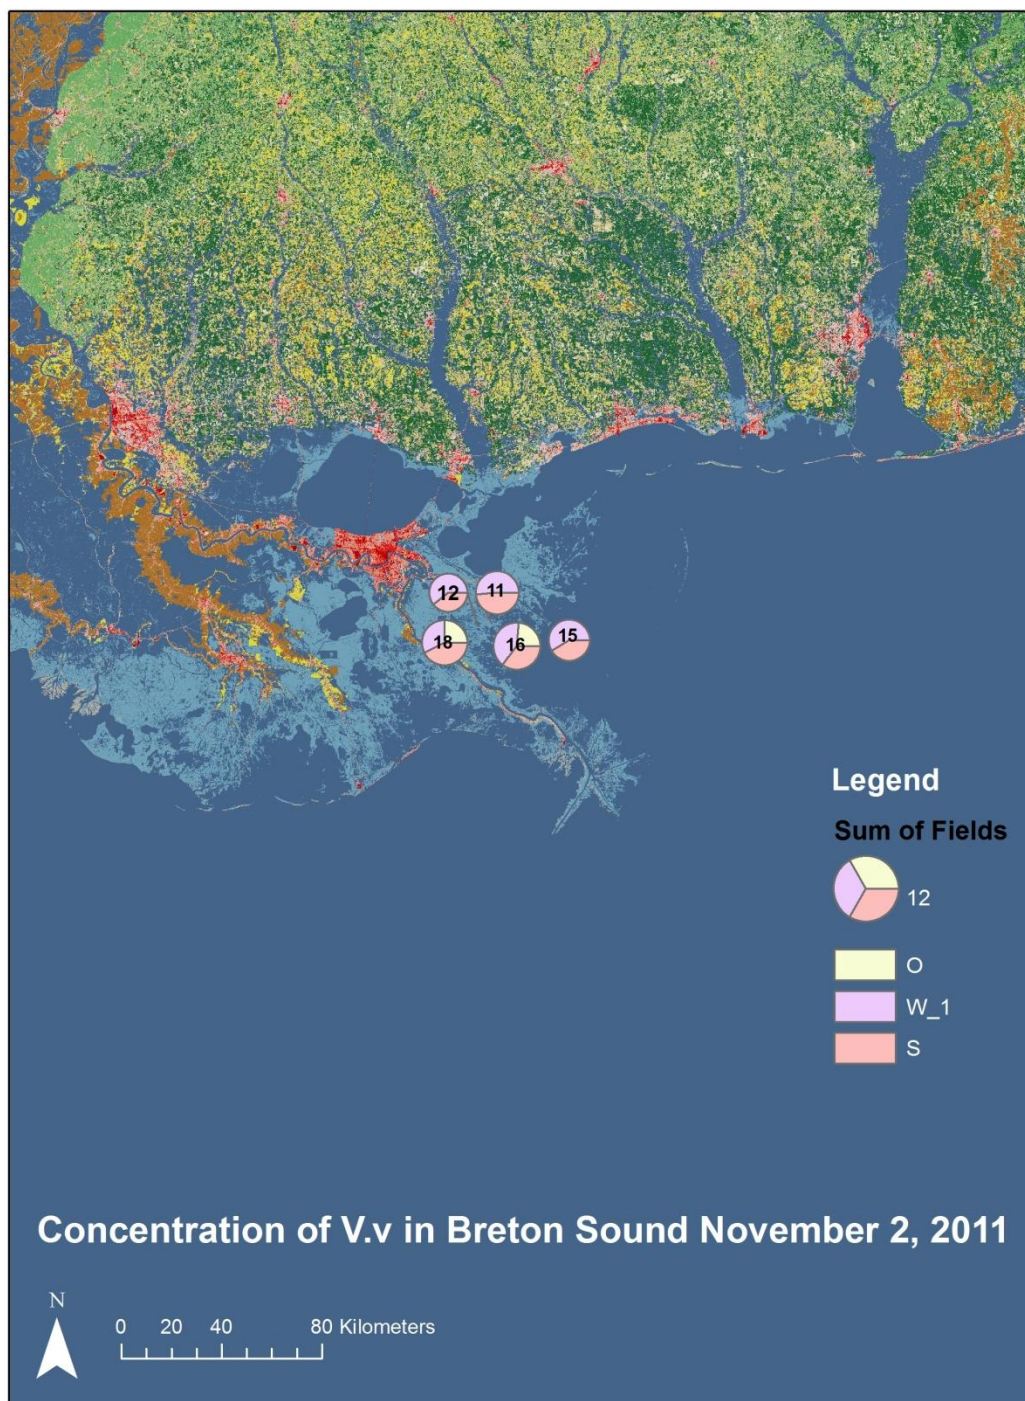 12
11
18
16
15
Legend
Sum of Fields
12
O
W_1
S
Concentration of V.v in Breton Sound November 2, 2011
N
0 20 40 80 Kilometers